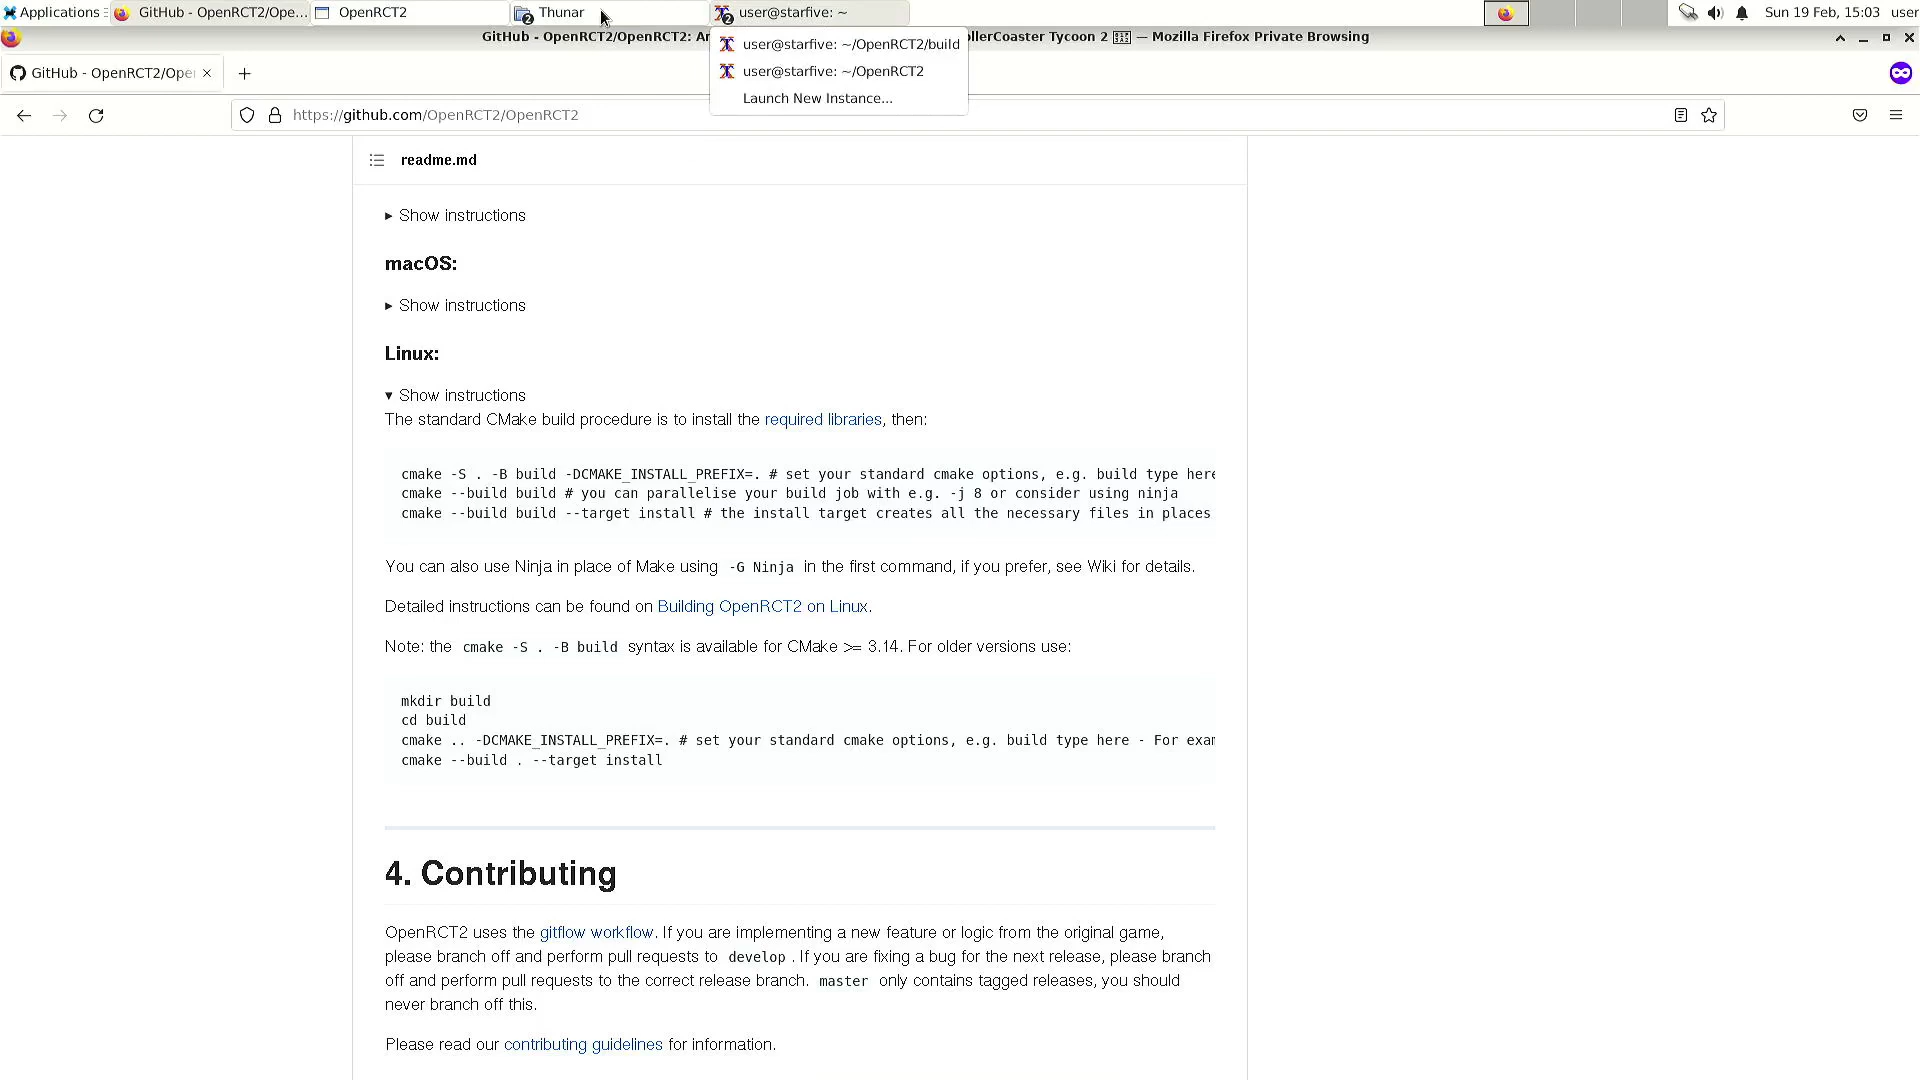 Applications
GitHub - OpenRCT2/Ope...
OpenRCT2
2 Thunar
2 user@starfive: ~
Sun 19 Feb, 15:03
user
GitHub - OpenRCT2/OpenRCT2: An
ollerCoaster Tycoon 2 — Mozilla Firefox Private Browsing
user@starfive: ~/OpenRCT2/build
user@starfive: ~/OpenRCT2
Launch New Instance...
GitHub - OpenRCT2/Ope
https://github.com/OpenRCT2/OpenRCT2
readme.md
Show instructions
macOS:
Show instructions
Linux:
Show instructions
The standard CMake build procedure is to install the required libraries, then:
cmake -S . -B build -DCMAKE_INSTALL_PREFIX=. # set your standard cmake options, e.g. build type here
cmake --build build # you can parallelise your build job with e.g. -j 8 or consider using ninja
cmake --build build --target install # the install target creates all the necessary files in places
You can also use Ninja in place of Make using -G Ninja in the first command, if you prefer, see Wiki for details.
Detailed instructions can be found on Building OpenRCT2 on Linux.
Note: the cmake -S . -B build syntax is available for CMake >= 3.14. For older versions use:
mkdir build
cd build
cmake .. -DCMAKE_INSTALL_PREFIX=. # set your standard cmake options, e.g. build type here - For exam
cmake --build . --target install
4. Contributing
OpenRCT2 uses the gitflow workflow. If you are implementing a new feature or logic from the original game,
please branch off and perform pull requests to develop . If you are fixing a bug for the next release, please branch
off and perform pull requests to the correct release branch. master only contains tagged releases, you should
never branch off this.
Please read our contributing guidelines for information.